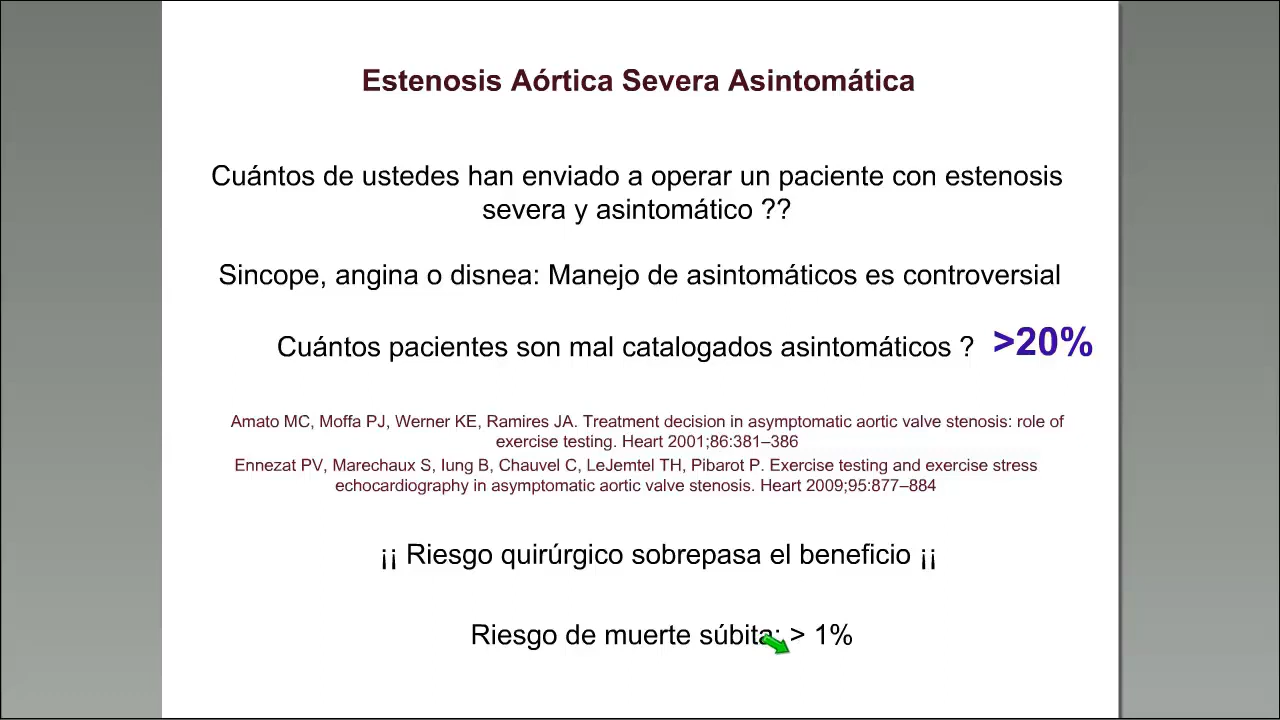 Estenosis Aórtica Severa Asintomática
Cuántos de ustedes han enviado a operar un paciente con estenosis
severa y asintomático ??
Sincope, angina o disnea: Manejo de asintomáticos es controversial
Cuántos pacientes son mal catalogados asintomáticos ? >20%
Amato MC, Moffa PJ, Werner KE, Ramires JA. Treatment decision in asymptomatic aortic valve stenosis: role of
exercise testing. Heart 2001;86:381–386
Ennezat PV, Marechaux S, Iung B, Chauvel C, LeJemtel TH, Pibarot P. Exercise testing and exercise stress
echocardiography in asymptomatic aortic valve stenosis. Heart 2009;95:877–884
¡¡ Riesgo quirúrgico sobrepasa el beneficio ¡¡
Riesgo de muerte súbita: > 1%